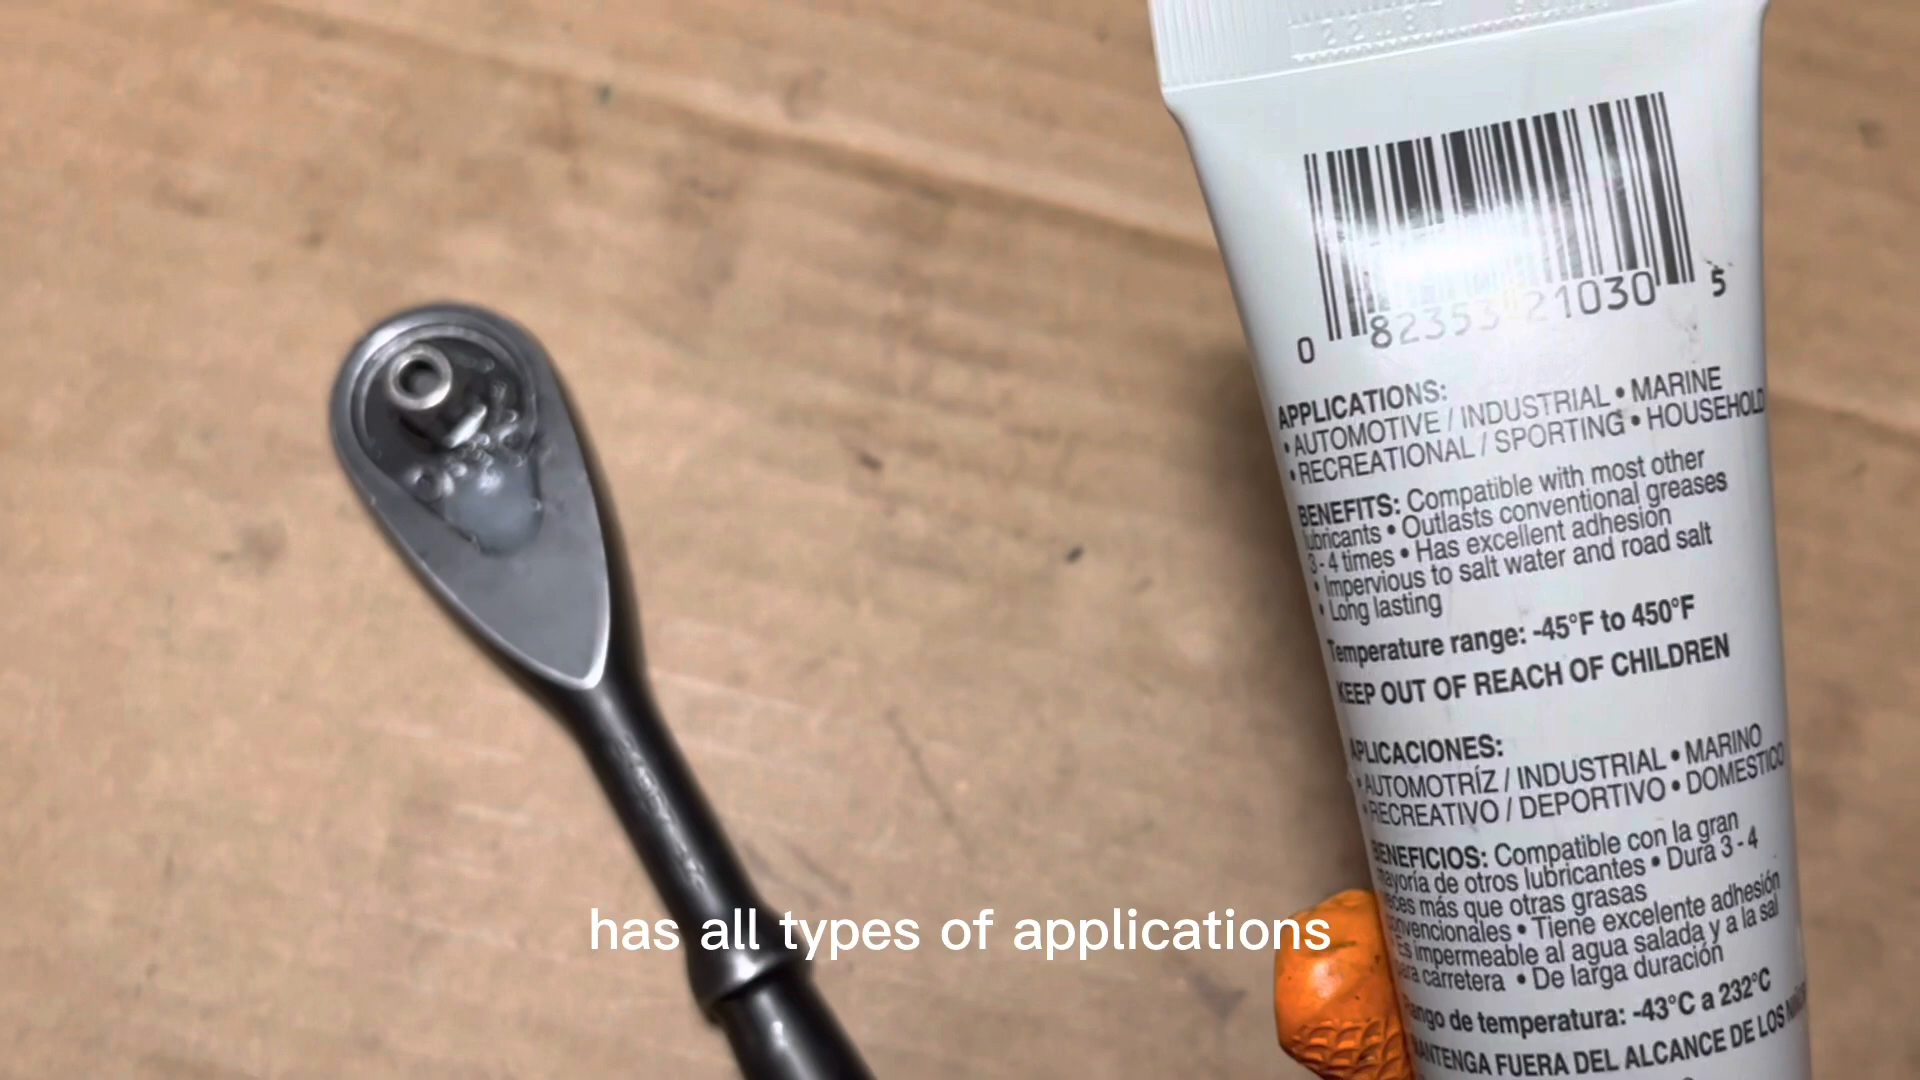 0 82353 21030 5
APPLICATIONS:
• AUTOMOTIVE / INDUSTRIAL • MARINE
• RECREATIONAL / SPORTING • HOUSEHOLD
BENEFITS: Compatible with most other
lubricants • Outlasts conventional greases
3 - 4 times • Has excellent adhesion
• Impervious to salt water and road salt
• Long lasting
Temperature range: -45°F to 450°F
KEEP OUT OF REACH OF CHILDREN
APLICACIONES:
• AUTOMOTRÍZ / INDUSTRIAL • MARINO
• RECREATIVO / DEPORTIVO • DOMESTICO
BENEFICIOS: Compatible con la gran
mayoría de otros lubricantes • Dura 3 - 4
veces más que otras grasas
convencionales • Tiene excelente adhesión
• Es impermeable al agua salada y a la sal
para carretera • De larga duración
Rango de temperatura: -43°C a 232°C
MANTENGA FUERA DEL ALCANCE DE LOS
has all types of applications